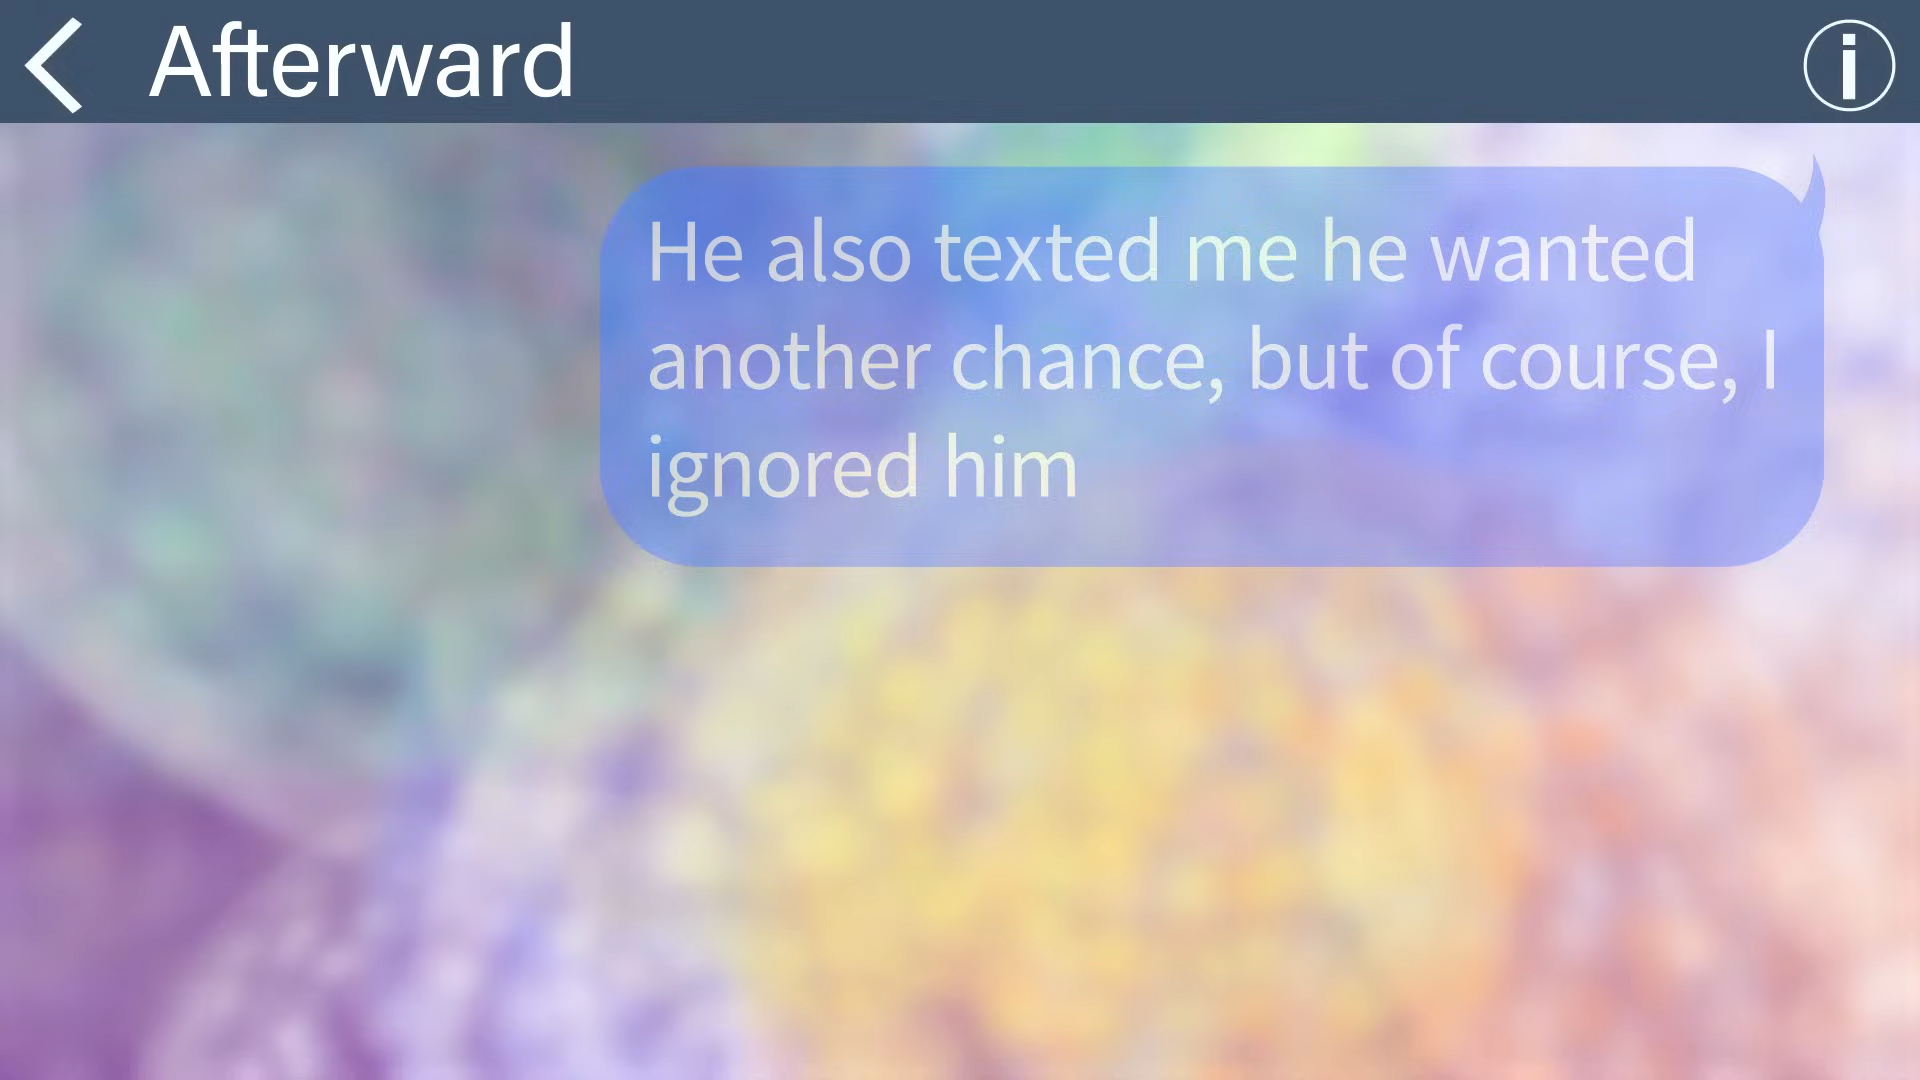 Afterward
He also texted me he wanted
another chance, but of course, I
ignored him